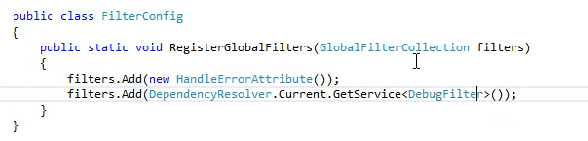 public class FilterConfig
{
public static void RegisterGlobalFilters(GlobalFilterCollection filters)
{
filters.Add(new HandleErrorAttribute());
filters.Add(DependencyResolver.Current.GetService<DebugFilter>());
}
}